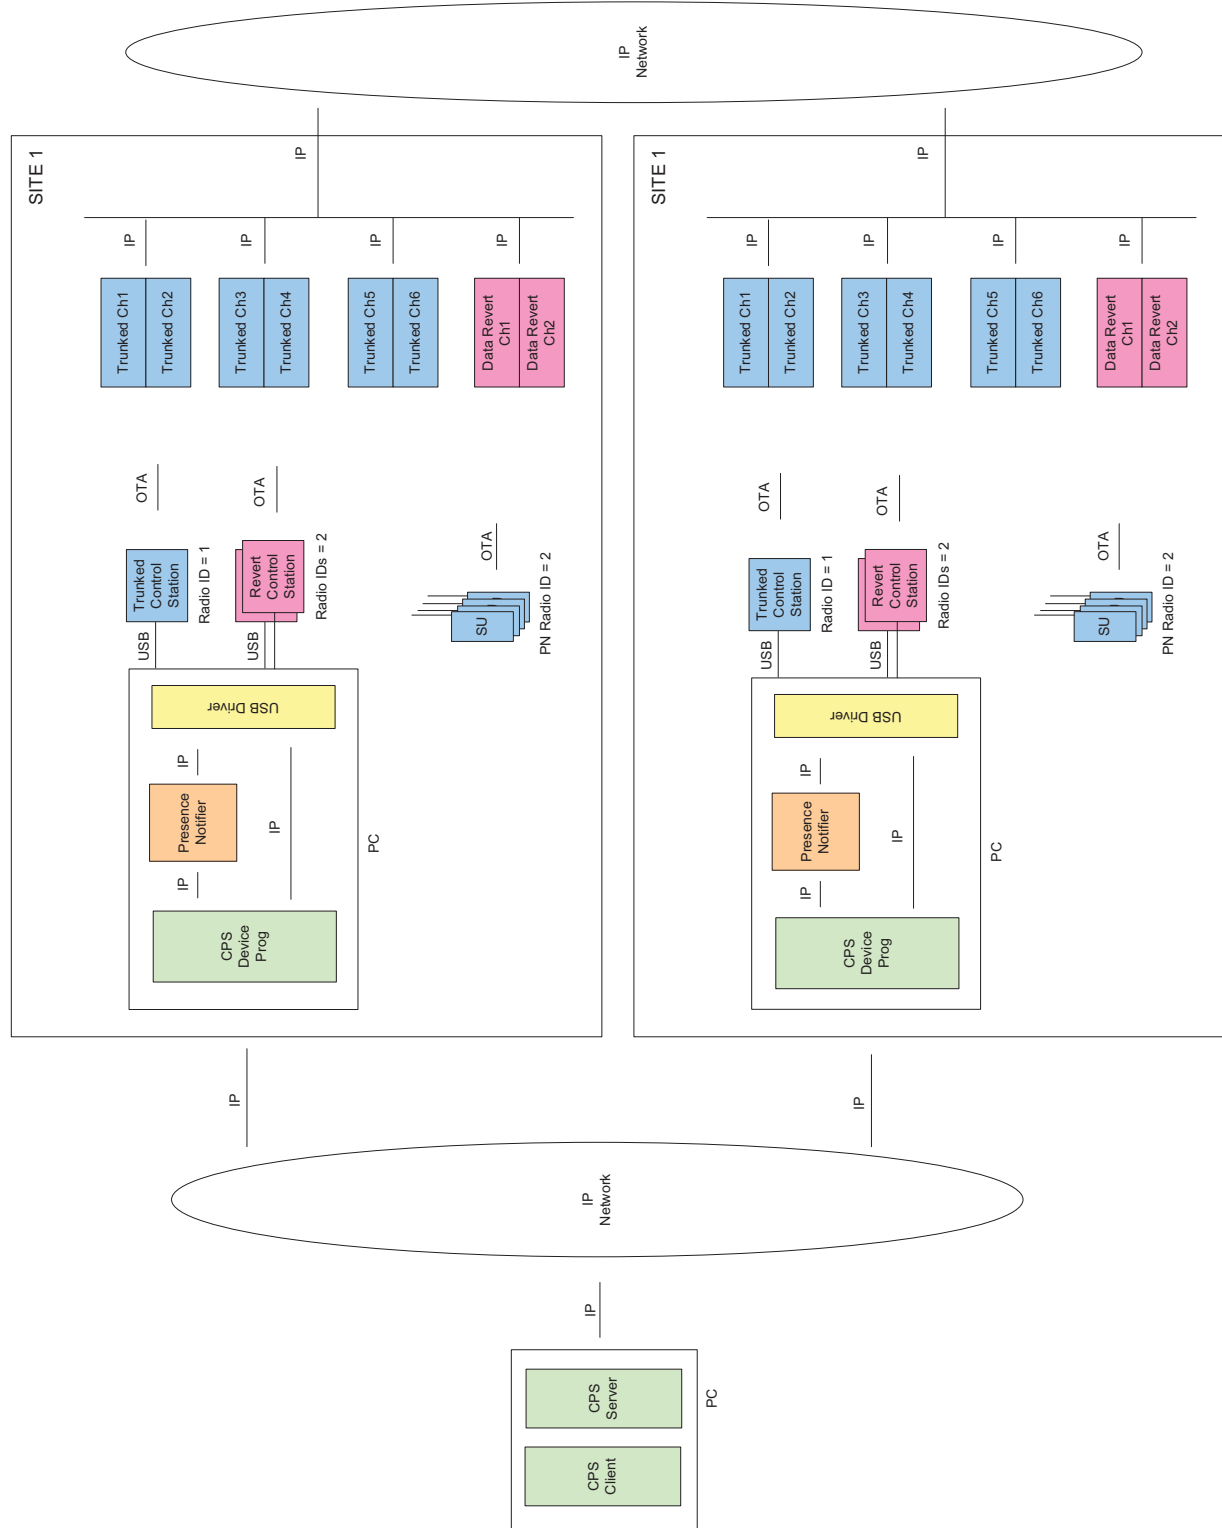 IP
Network
SITE 1
IP
IP
IP
IP
IP
Trunked Ch1
Trunked Ch2
Trunked Ch3
Trunked Ch4
Trunked Ch5
Trunked Ch6
Data Revert
Ch1
Data Revert
Ch2
OTA
OTA
OTA
Trunked
Control
Station
Radio ID = 1
Revert
Control
Station
Radio IDs = 2
SU
PN Radio ID = 2
USB
USB
USB Driver
IP
Presence
Notifier
IP
IP
CPS
Device
Prog
PC
SITE 1
IP
IP
IP
IP
IP
Trunked Ch1
Trunked Ch2
Trunked Ch3
Trunked Ch4
Trunked Ch5
Trunked Ch6
Data Revert
Ch1
Data Revert
Ch2
OTA
OTA
OTA
Trunked
Control
Station
Radio ID = 1
Revert
Control
Station
Radio IDs = 2
SU
PN Radio ID = 2
USB
USB
USB Driver
IP
Presence
Notifier
IP
IP
CPS
Device
Prog
PC
IP
IP
IP
Network
IP
CPS
Server
CPS
Client
PC